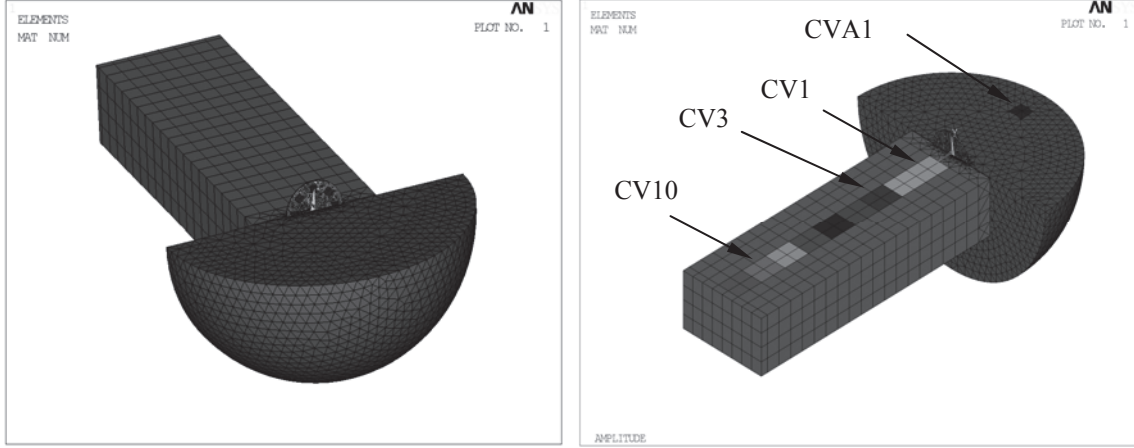 ELEMENTS
MAT NUM
AN
PLOT NO. 1
ELEMENTS
MAT NUM
AN
PLOT NO. 1
CVA1
CV1
CV3
CV10
AMPLITUDE